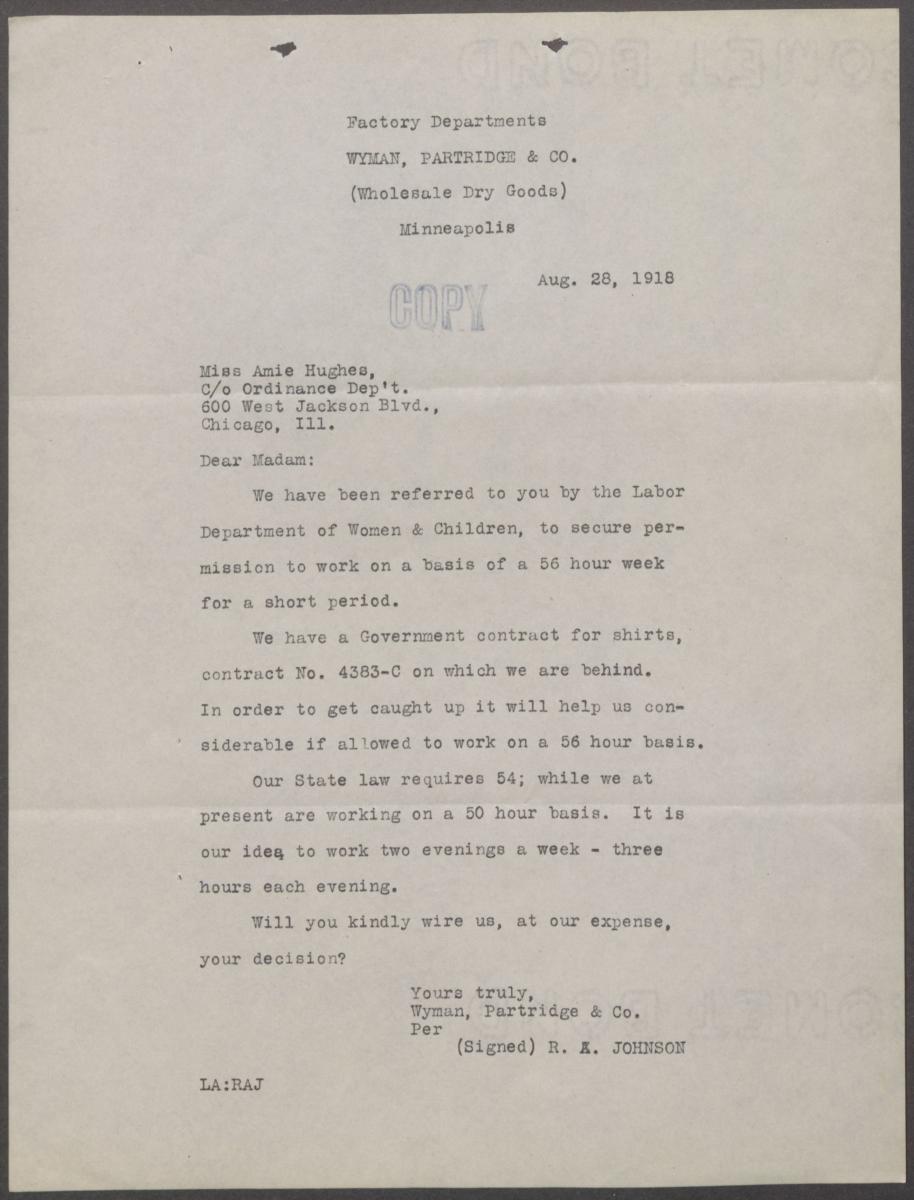 Factory Departments
WYMAN, PARTRIDGE & CO.
(Wholesale Dry Goods)
Minneapolis
Aug. 28, 1918
COPY
Miss Amie Hughes,
C/o Ordinance Dep't.
600 West Jackson Blvd.,
Chicago, Ill.
Dear Madam:
We have been referred to you by the Labor
Department of Women & Children, to secure per-
mission to work on a basis of a 56 hour week
for a short period.
We have a Government contract for shirts,
contract No. 4383-C on which we are behind.
In order to get caught up it will help us con-
siderable if allowed to work on a 56 hour basis.
Our State law requires 54; while we at
present are working on a 50 hour basis. It is
our idea to work two evenings a week - three
hours each evening.
Will you kindly wire us, at our expense,
your decision?
Yours truly,
Wyman, Partridge & Co.
Per
(Signed) R. A. JOHNSON
LA:RAJ